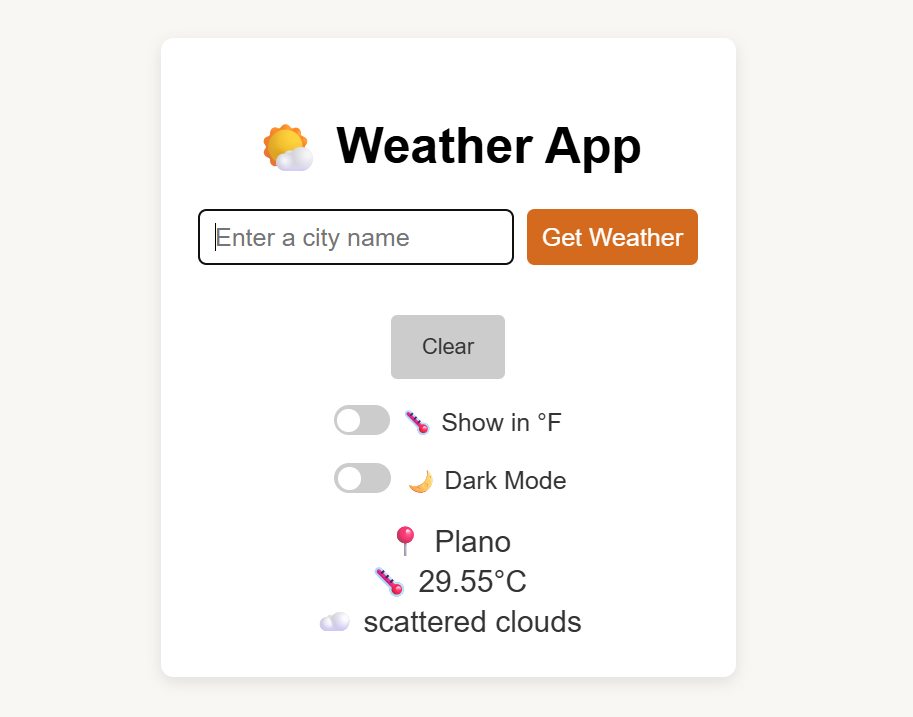 Weather App
Enter a city name
Get Weather
Clear
Show in °F
Dark Mode
Plano
29.55°C
scattered clouds